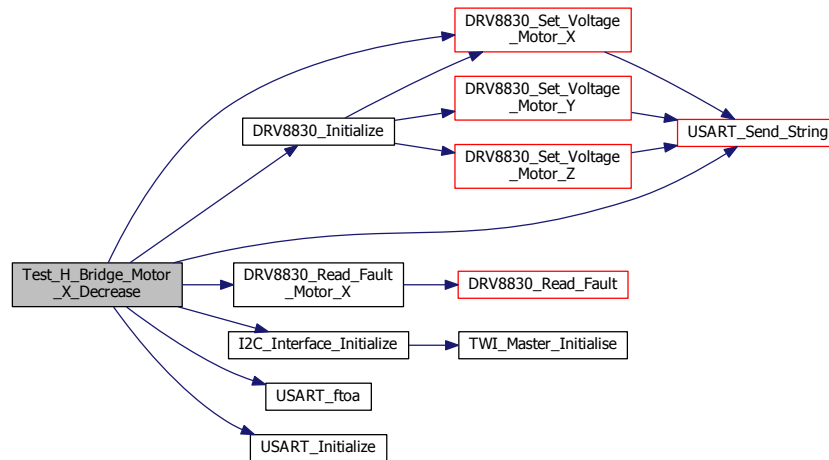 DRV8830_Set_Voltage
_Motor_X
DRV8830_Initialize
DRV8830_Set_Voltage
_Motor_Y
USART_Send_String
DRV8830_Set_Voltage
_Motor_Z
Test_H_Bridge_Motor
_X_Decrease
DRV8830_Read_Fault
_Motor_X
DRV8830_Read_Fault
I2C_Interface_Initialize
TWI_Master_Initialise
USART_ftoa
USART_Initialize